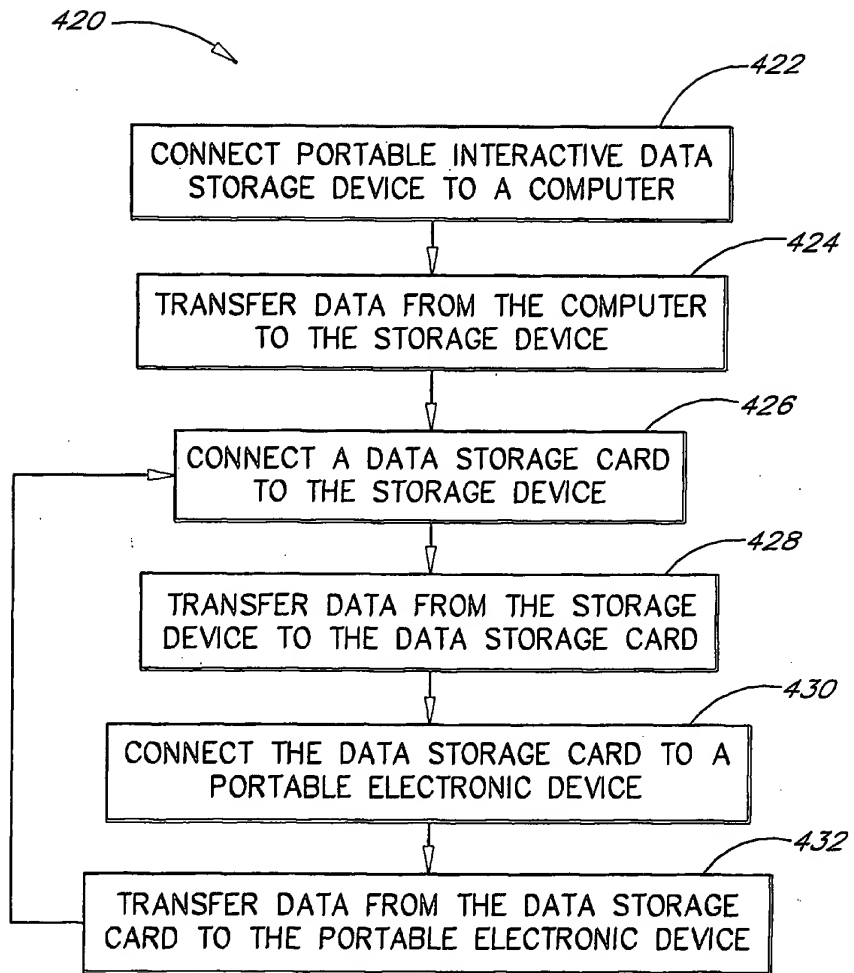 420
422
CONNECT PORTABLE INTERACTIVE DATA
STORAGE DEVICE TO A COMPUTER
424
TRANSFER DATA FROM THE COMPUTER
TO THE STORAGE DEVICE
426
CONNECT A DATA STORAGE CARD
TO THE STORAGE DEVICE
428
TRANSFER DATA FROM THE STORAGE
DEVICE TO THE DATA STORAGE CARD
430
CONNECT THE DATA STORAGE CARD TO A
PORTABLE ELECTRONIC DEVICE
432
TRANSFER DATA FROM THE DATA STORAGE
CARD TO THE PORTABLE ELECTRONIC DEVICE